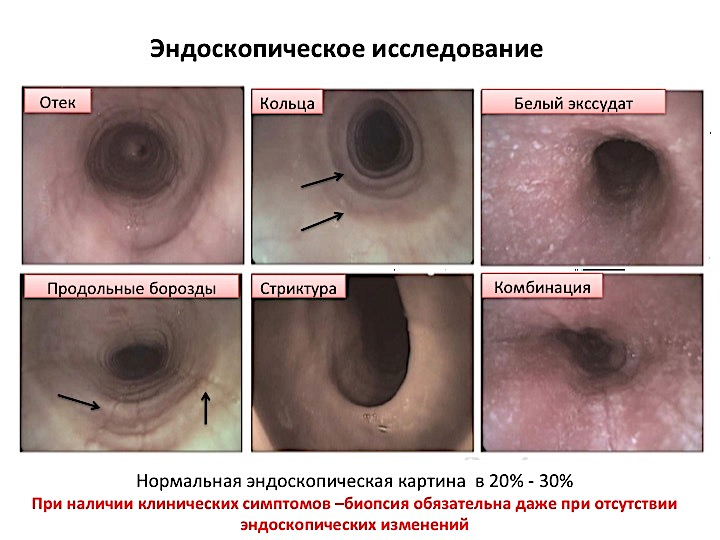 Эндоскопическое исследование
Отек
Кольца
Белый экссудат
Продольные борозды
Стриктура
Комбинация
Нормальная эндоскопическая картина в 20% - 30%
При наличии клинических симптомов –биопсия обязательна даже при отсутствии
эндоскопических изменений